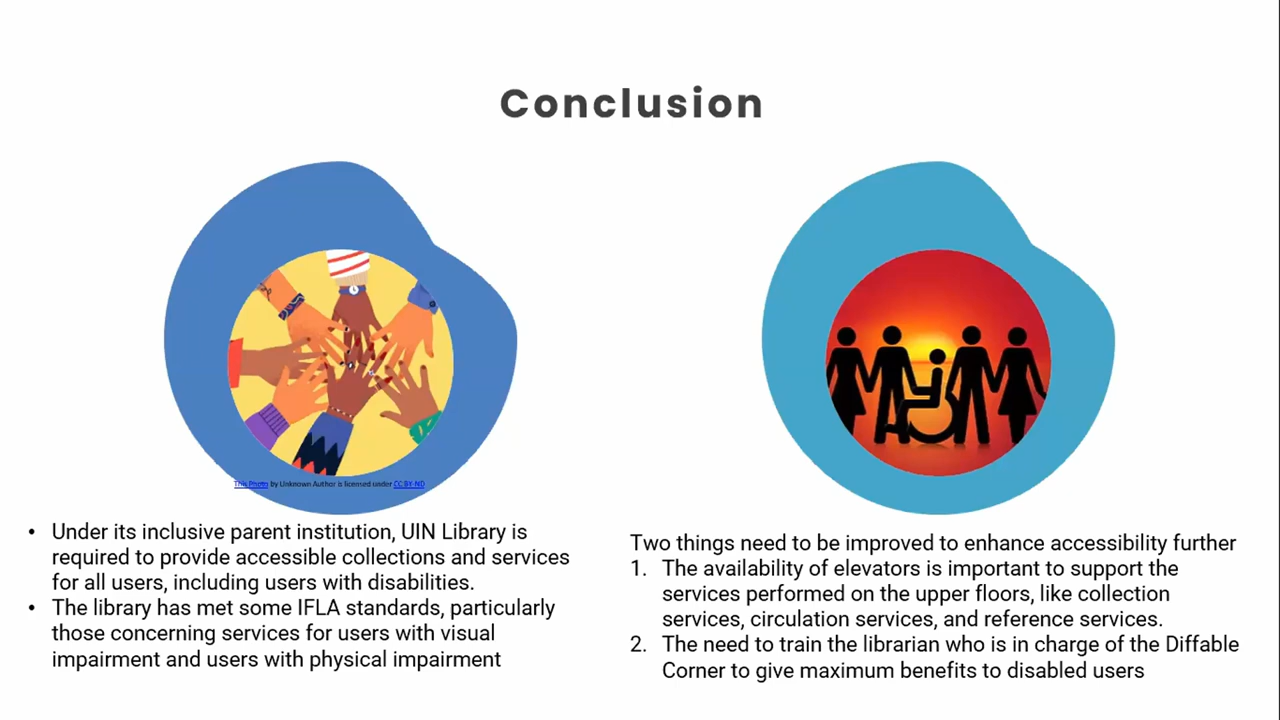 Conclusion
This Photo by Unknown Author is licensed under CC BY-ND
• Under its inclusive parent institution, UIN Library is
required to provide accessible collections and services
for all users, including users with disabilities.
• The library has met some IFLA standards, particularly
those concerning services for users with visual
impairment and users with physical impairment
Two things need to be improved to enhance accessibility further
1. The availability of elevators is important to support the
services performed on the upper floors, like collection
services, circulation services, and reference services.
2. The need to train the librarian who is in charge of the Diffable
Corner to give maximum benefits to disabled users